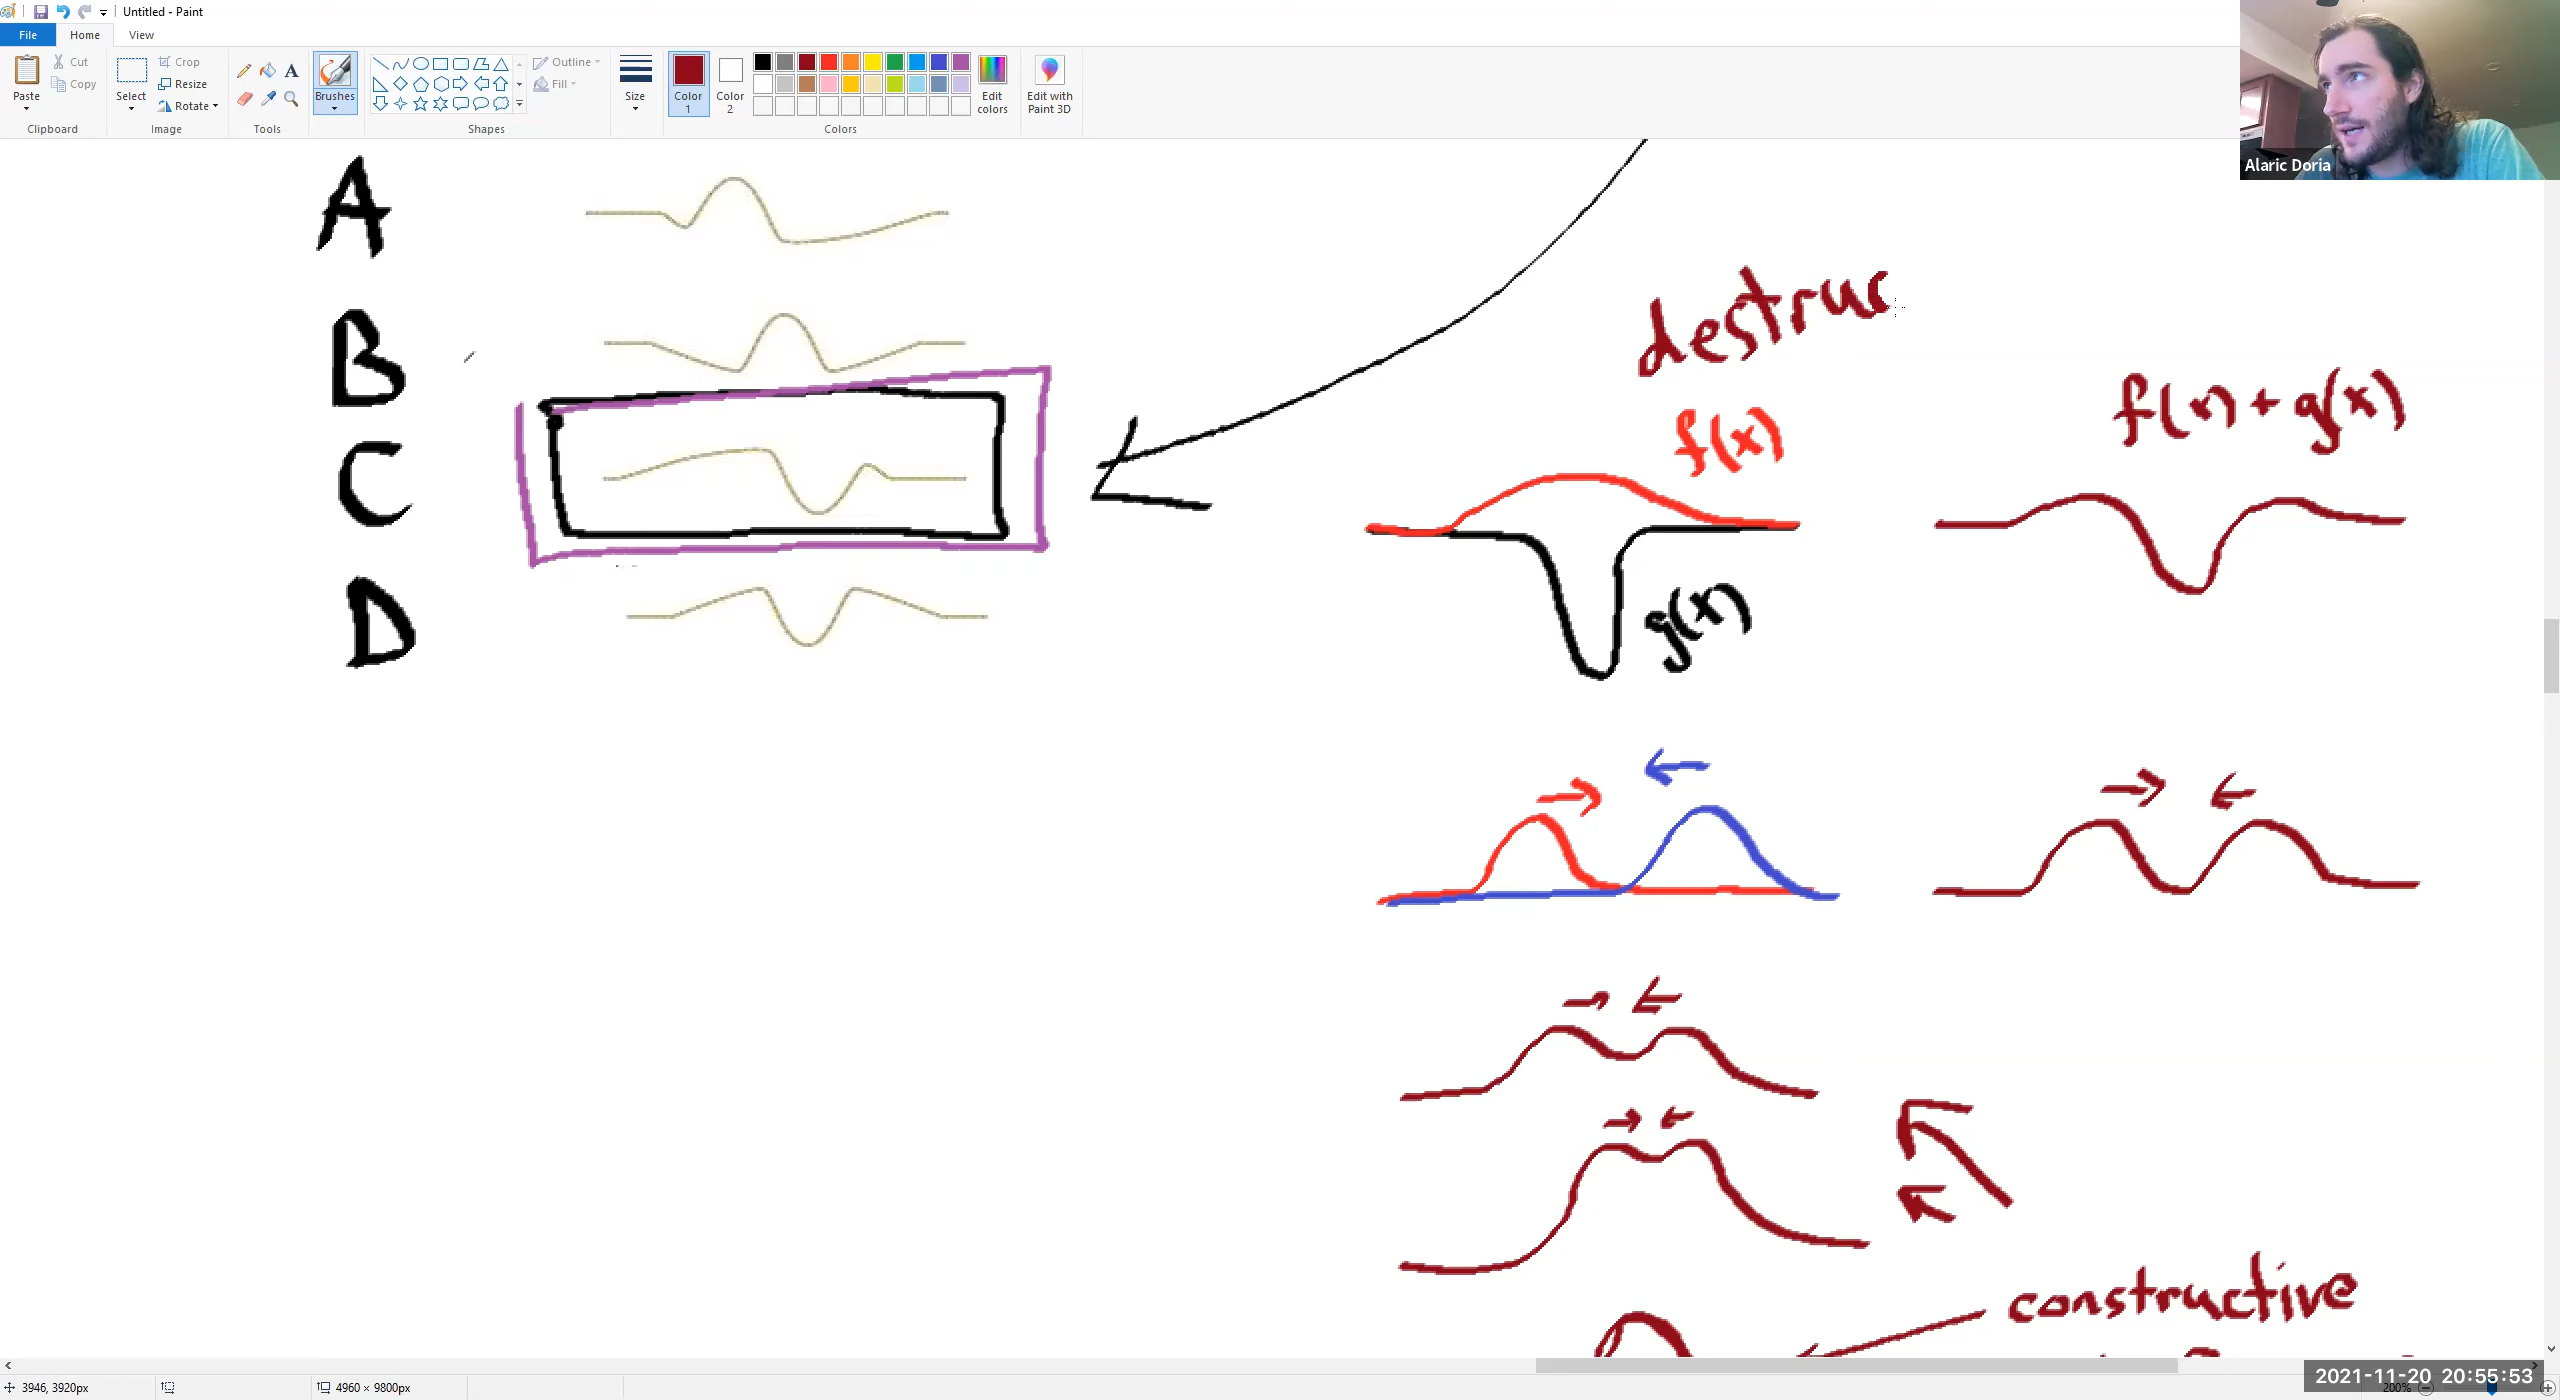 Untitled - Paint
File Home View
Paste
Cut
Copy
Clipboard
Select
Crop
Resize
Rotate
Image
A
Tools
Brushes
Shapes
Outline
Fill
Size
Color 1
Color 2
Colors
Edit colors
Edit with Paint 3D
Alaric Doria
A
B
C
D
destruc
f(x)
g(x)
f(x) + g(x)
constructive
3946, 3920px
4960 × 9800px
200%
2021-11-20 20:55:53